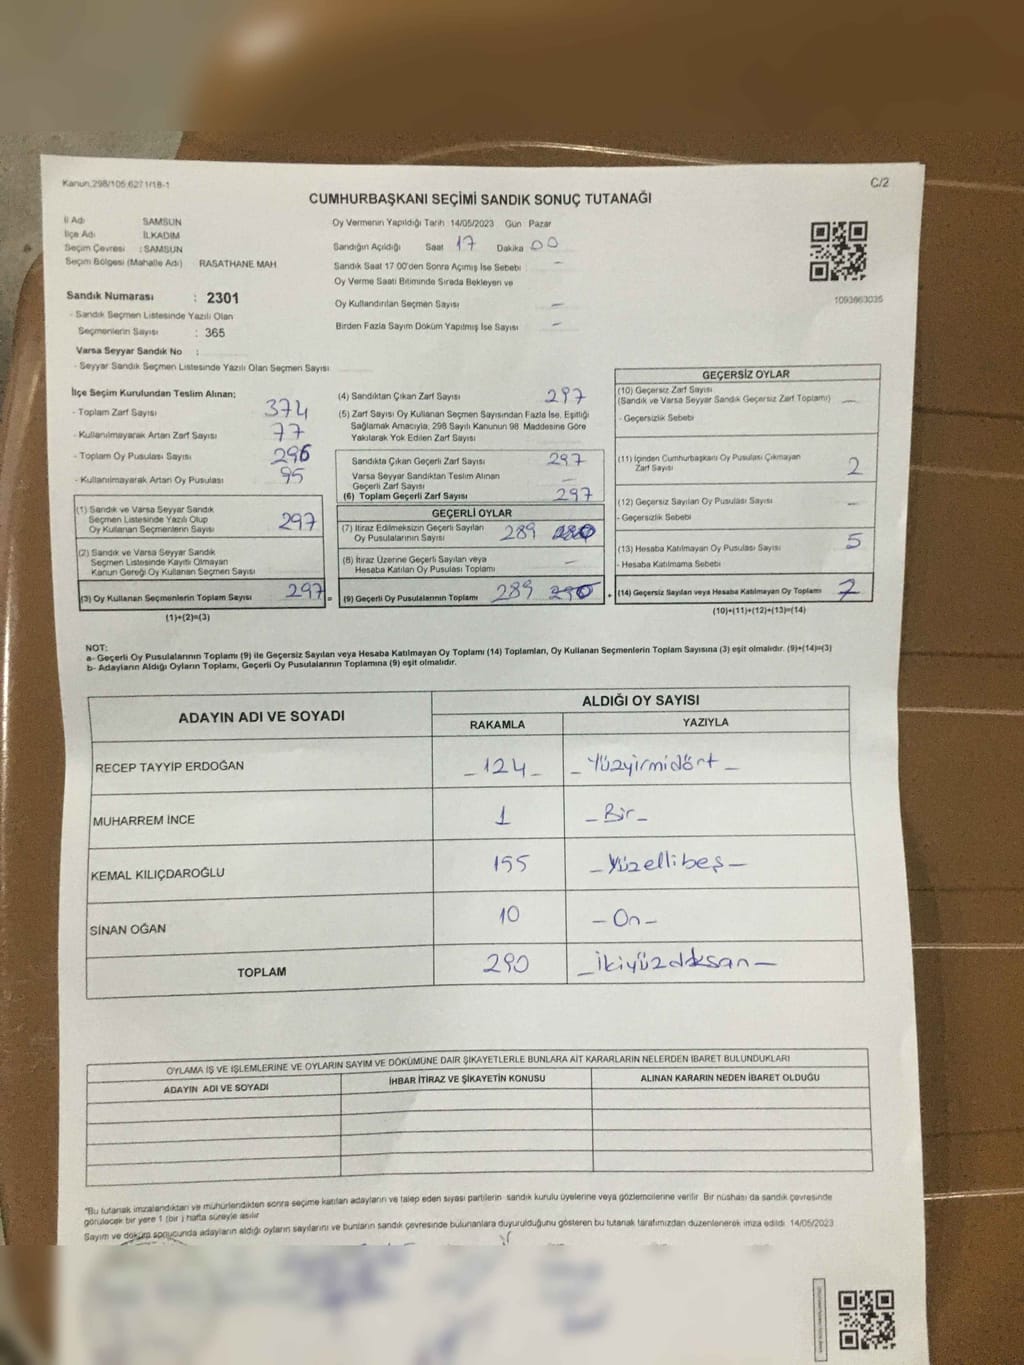 Kanun.298/105.6271/18-1
C/2
CUMHURBAŞKANI SEÇİMİ SANDIK SONUÇ TUTANAĞI
İl Adı SAMSUN
İlçe Adı İLKADIM
Seçim Çevresi : SAMSUN
Seçim Bölgesi (Mahalle Adı) RASATHANE MAH
Sandık Numarası : 2301
- Sandık Seçmen Listesinde Yazılı Olan
Seçmenlerin Sayısı : 365
Varsa Seyyar Sandık No :
- Seyyar Sandık Seçmen Listesinde Yazılı Olan Seçmen Sayısı
Oy Vermenin Yapıldığı Tarih 14/05/2023 Gün Pazar
Sandığın Açıldığı Saat 17 Dakika 00
Sandık Saat 17 00'den Sonra Açımış İse Sebebi –
Oy Verme Saati Bitiminde Sırada Bekleyen ve
Oy Kullandırılan Seçmen Sayısı –
Birden Fazla Sayım Döküm Yapılmış İse Sayısı –
1093863035
İlçe Seçim Kurulundan Teslim Alınan;
- Toplam Zarf Sayısı 374
- Kullanılmayarak Artan Zarf Sayısı 77
- Toplam Oy Pusulası Sayısı 296
- Kullanılmayarak Artan Oy Pusulası 95
(1) Sandık ve Varsa Seyyar Sandık
Seçmen Listesinde Yazılı Olup
Oy Kullanan Seçmenlerin Sayısı 297
(2) Sandık ve Varsa Seyyar Sandık
Seçmen Listesinde Kayıtlı Olmayan
Kanun Gereği Oy Kullanan Seçmen Sayısı
(3) Oy Kullanan Seçmenlerin Toplam Sayısı 297 =
(1)+(2)=(3)
(4) Sandıktan Çıkan Zarf Sayısı 297
(5) Zarf Sayısı Oy Kullanan Seçmen Sayısından Fazla İse, Eşitliği
Sağlamak Amacıyla, 298 Sayılı Kanunun 98. Maddesine Göre
Yakılarak Yok Edilen Zarf Sayısı
Sandıkta Çıkan Geçerli Zarf Sayısı 297
Varsa Seyyar Sandıktan Teslim Alınan
Geçerli Zarf Sayısı –
(6) Toplam Geçerli Zarf Sayısı 297
GEÇERLİ OYLAR
(7) İtiraz Edilmeksizin Geçerli Sayılan
Oy Pusulalarının Sayısı 289
(8) İtiraz Üzerine Geçerli Sayılan veya
Hesaba Katılan Oy Pusulası Toplamı –
(9) Geçerli Oy Pusulalarının Toplamı 289 290 +
GEÇERSİZ OYLAR
(10) Geçersiz Zarf Sayısı
(Sandık ve Varsa Seyyar Sandık Geçersiz Zarf Toplamı) –
- Geçersizlik Sebebi
(11) İçinden Cumhurbaşkanı Oy Pusulası Çıkmayan
Zarf Sayısı 2
(12) Geçersiz Sayılan Oy Pusulası Sayısı –
- Geçersizlik Sebebi
(13) Hesaba Katılmayan Oy Pusulası Sayısı 5
- Hesaba Katılmama Sebebi
(14) Geçersiz Sayılan veya Hesaba Katılmayan Oy Toplamı 7
(10)+(11)+(12)+(13)=(14)
NOT:
a- Geçerli Oy Pusulalarının Toplamı (9) ile Geçersiz Sayılan veya Hesaba Katılmayan Oy Toplamı (14) Toplamları, Oy Kullanan Seçmenlerin Toplam Sayısına (3) eşit olmalıdır. (9)+(14)=(3)
b- Adayların Aldığı Oyların Toplamı, Geçerli Oy Pusulalarının Toplamına (9) eşit olmalıdır.
ADAYIN ADI VE SOYADI
ALDIĞI OY SAYISI
RAKAMLA YAZIYLA
RECEP TAYYİP ERDOĞAN – 124 – – Yüzyirmidört –
MUHARREM İNCE 1 – Bir –
KEMAL KILIÇDAROĞLU 155 – Yüzellibeş –
SİNAN OĞAN 10 – On –
TOPLAM 290 – İkiyüzdoksan –
OYLAMA İŞ VE İŞLEMLERİNE VE OYLARIN SAYIM VE DÖKÜMÜNE DAİR ŞİKAYETLERLE BUNLARA AİT KARARLARIN NELERDEN İBARET BULUNDUKLARI
ADAYIN ADI VE SOYADI İHBAR İTİRAZ VE ŞİKAYETİN KONUSU ALINAN KARARIN NEDEN İBARET OLDUĞU
*Bu tutanak imzalandıktan ve mühürlendikten sonra seçime katılan adayların ve talep eden siyasi partilerin sandık kurulu üyelerine veya gözlemcilerine verilir. Bir nüshası da sandık çevresinde
görülecek bir yere 1 (bir) hafta süreyle asılır
Sayım ve döküm sonucunda adayların aldığı oyların sayılarını ve bunların sandık çevresinde bulunanlara duyurulduğunu gösteren bu tutanak tarafımızdan düzenlenerek imza edildi. 14/05/2023